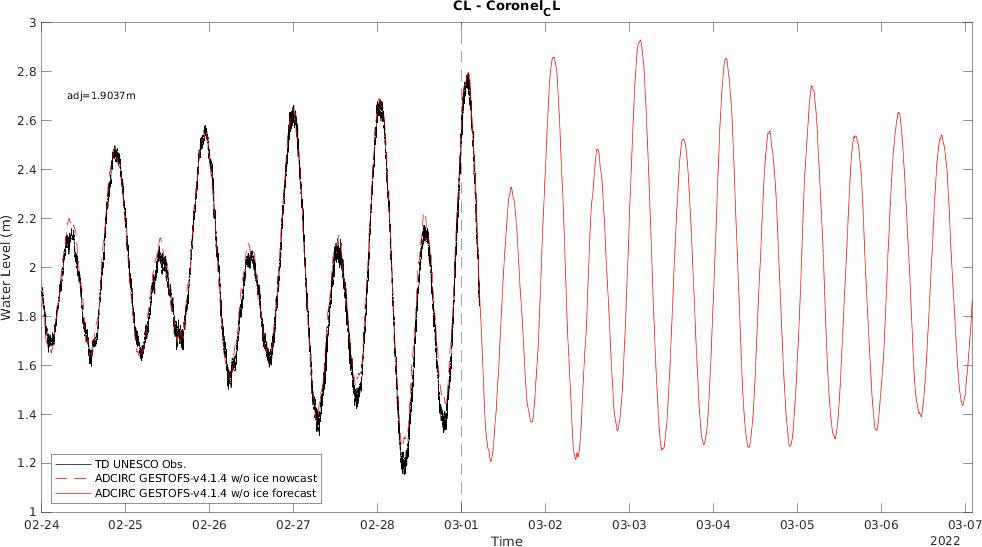 CL - Coronel_CL
3
2.8
2.6
2.4
2.2
2
1.8
1.6
1.4
1.2
1
Water Level (m)
adj=1.9037m
TD UNESCO Obs.
ADCIRC GESTOFS-v4.1.4 w/o ice nowcast
ADCIRC GESTOFS-v4.1.4 w/o ice forecast
02-24 02-25 02-26 02-27 02-28 03-01 03-02 03-03 03-04 03-05 03-06 03-07
Time
2022